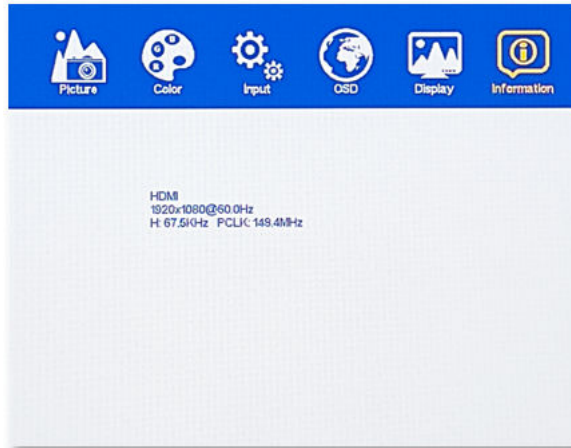 Picture
Color
Input
OSD
Display
Information
HDMI
1920x1080@60.0Hz
H: 67.5KHz PCLK: 149.4MHz